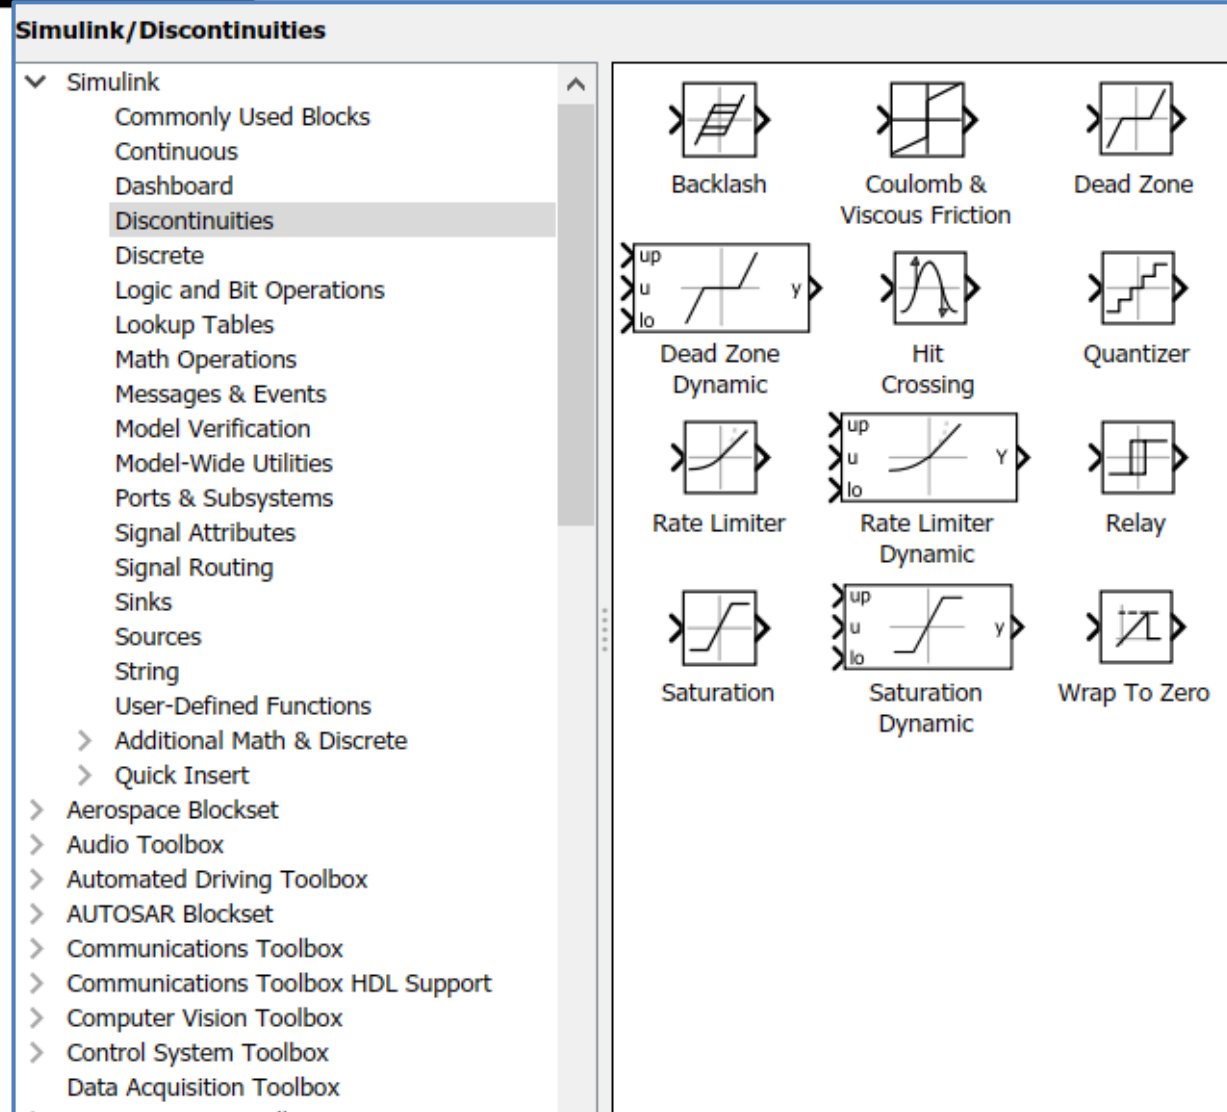 Simulink/Discontinuities
Simulink
Commonly Used Blocks
Continuous
Dashboard
Discontinuities
Discrete
Logic and Bit Operations
Lookup Tables
Math Operations
Messages & Events
Model Verification
Model-Wide Utilities
Ports & Subsystems
Signal Attributes
Signal Routing
Sinks
Sources
String
User-Defined Functions
Additional Math & Discrete
Quick Insert
Aerospace Blockset
Audio Toolbox
Automated Driving Toolbox
AUTOSAR Blockset
Communications Toolbox
Communications Toolbox HDL Support
Computer Vision Toolbox
Control System Toolbox
Data Acquisition Toolbox
Backlash
Coulomb &
Viscous Friction
Dead Zone
up
u
lo
y
Dead Zone
Dynamic
Hit
Crossing
Quantizer
Rate Limiter
up
u
lo
Y
Rate Limiter
Dynamic
Relay
Saturation
up
u
lo
y
Saturation
Dynamic
Wrap To Zero